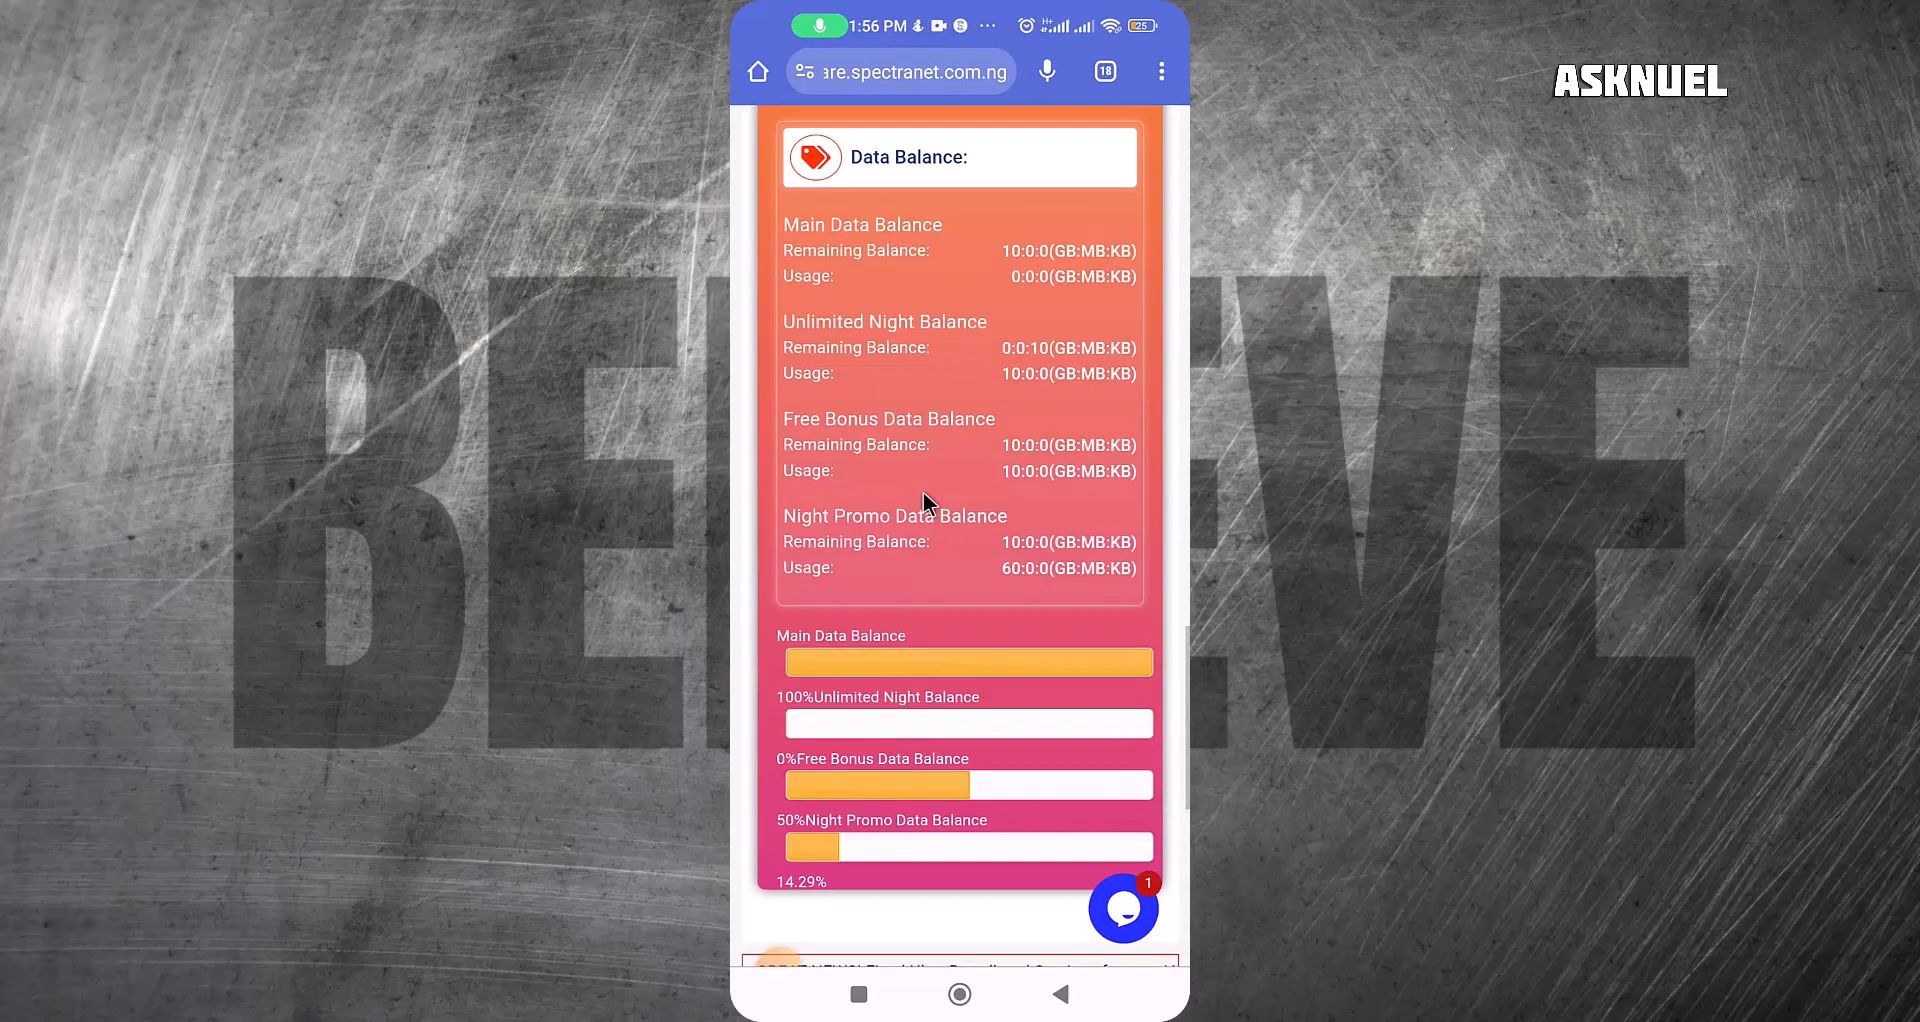 1:56 PM
25
are.spectranet.com.ng
18
ASKNUEL
Data Balance:
Main Data Balance
Remaining Balance: 10:0:0(GB:MB:KB)
Usage: 0:0:0(GB:MB:KB)
Unlimited Night Balance
Remaining Balance: 0:0:10(GB:MB:KB)
Usage: 10:0:0(GB:MB:KB)
Free Bonus Data Balance
Remaining Balance: 10:0:0(GB:MB:KB)
Usage: 10:0:0(GB:MB:KB)
Night Promo Data Balance
Remaining Balance: 10:0:0(GB:MB:KB)
Usage: 60:0:0(GB:MB:KB)
Main Data Balance
100%Unlimited Night Balance
0%Free Bonus Data Balance
50%Night Promo Data Balance
14.29%
1